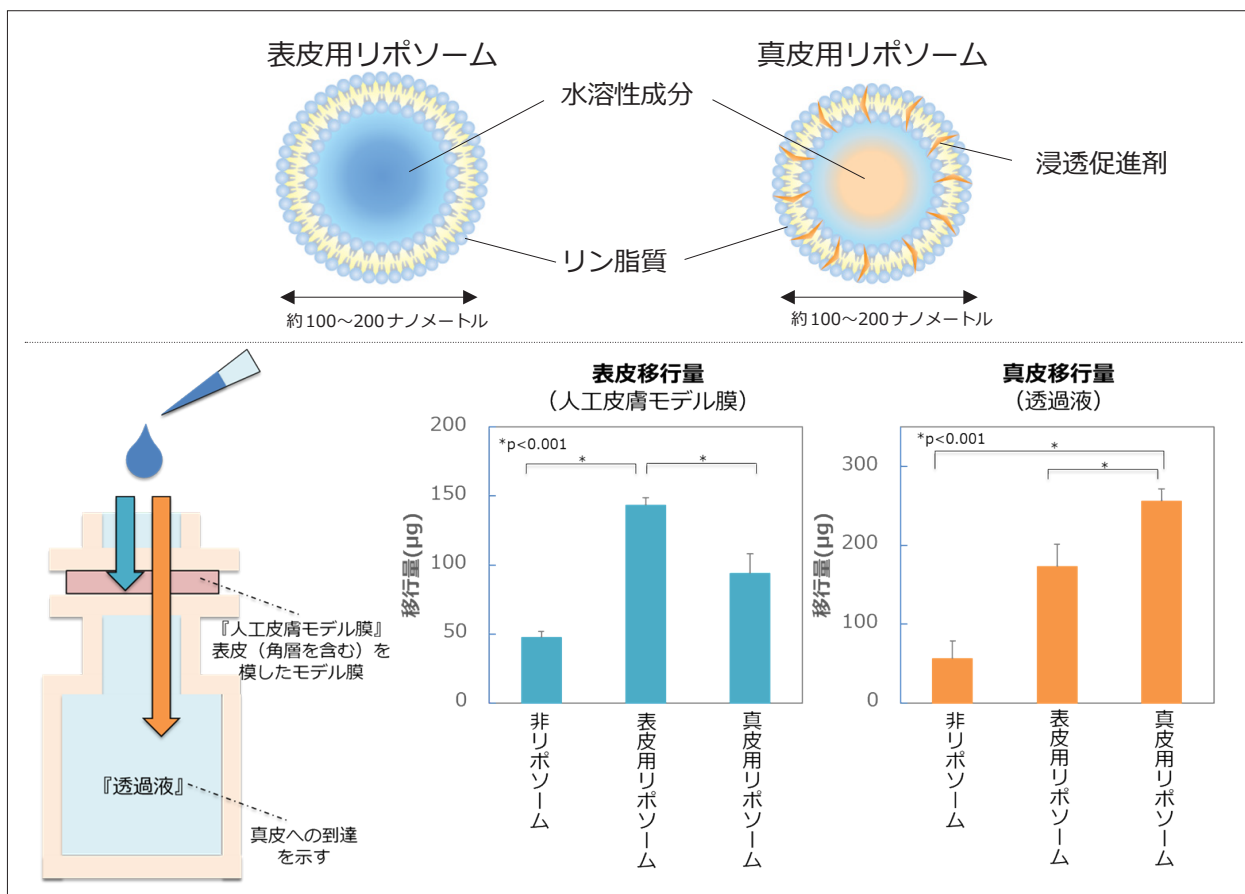 表皮用リポソーム
真皮用リポソーム
水溶性成分
浸透促進剤
リン脂質
約100～200ナノメートル
約100～200ナノメートル
『人工皮膚モデル膜』
表皮（角層を含む）を
模したモデル膜
『透過液』
真皮への到達
を示す
表皮移行量
（人工皮膚モデル膜）
*p<0.001
*
*
移行量(μg)
200
150
100
50
0
非リポソーム
表皮用リポソーム
真皮用リポソーム
真皮移行量
（透過液）
*p<0.001
*
*
移行量(μg)
300
200
100
0
非リポソーム
表皮用リポソーム
真皮用リポソーム